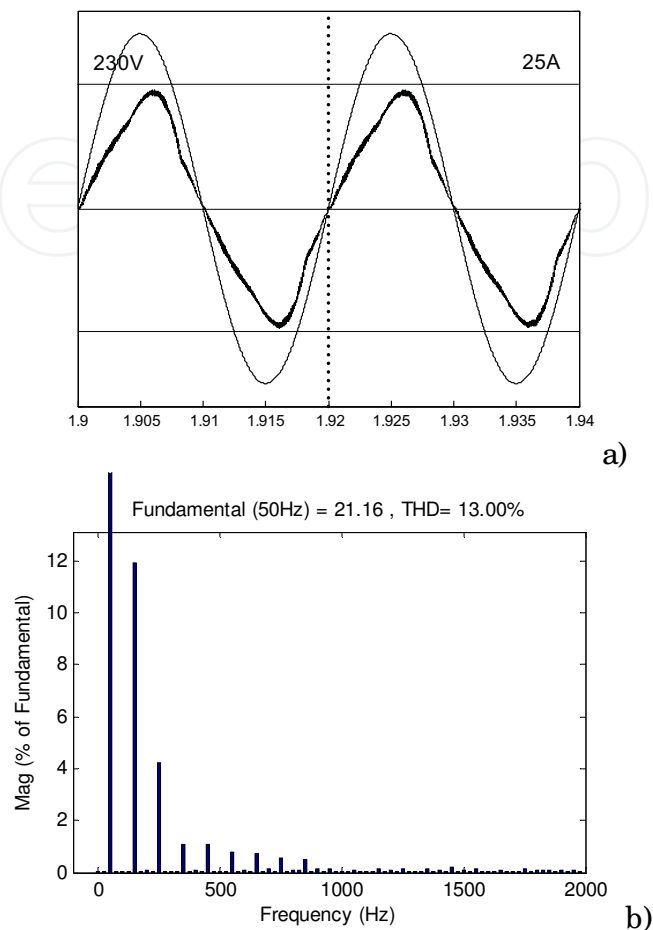 230V 25A
1.9 1.905 1.91 1.915 1.92 1.925 1.93 1.935 1.94
a)
Fundamental (50Hz) = 21.16 , THD= 13.00%
Mag (% of Fundamental)
12
10
8
6
4
2
0
0 500 1000 1500 2000
Frequency (Hz)
b)